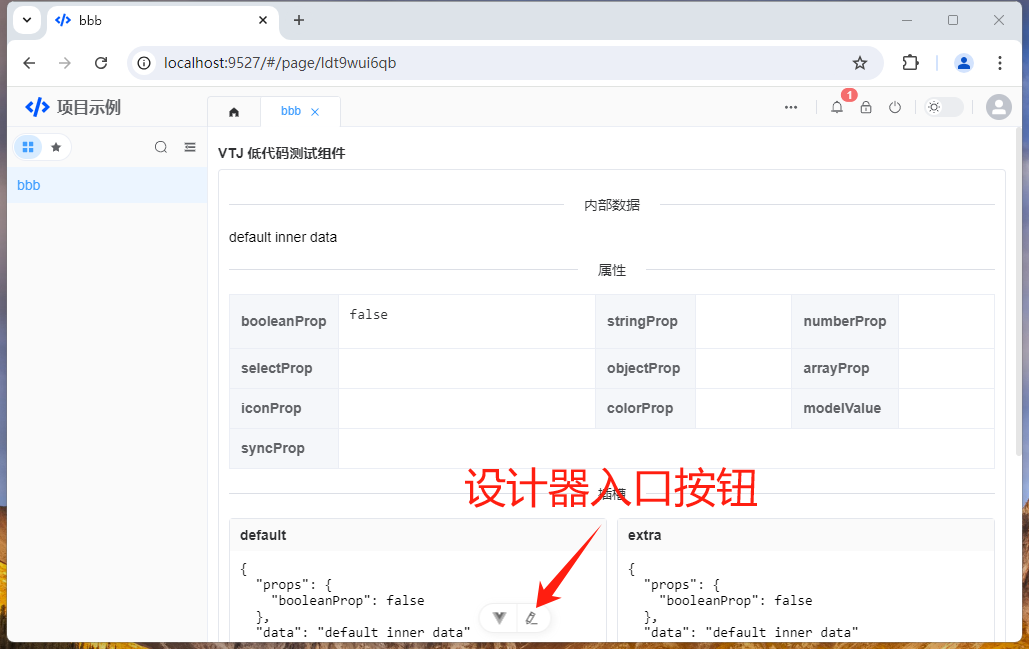 bbb
localhost:9527/#/page/ldt9wui6qb
项目示例
bbb
1
bbb
VTJ 低代码测试组件
内部数据
default inner data
属性
booleanProp false stringProp numberProp
selectProp objectProp arrayProp
iconProp colorProp modelValue
syncProp
设计器入口按钮
插槽
default
{
"props": {
"booleanProp": false
},
"data": "default inner data"
extra
{
"props": {
"booleanProp": false
},
"data": "default inner data"